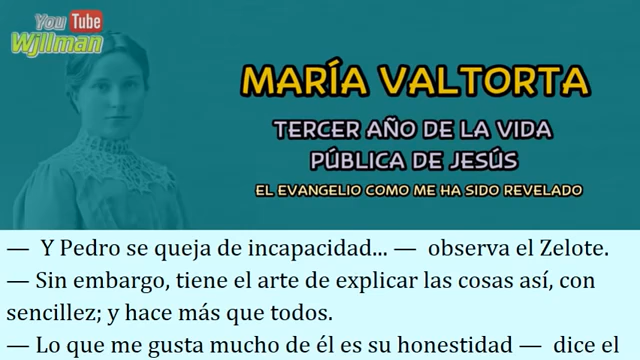 You Tube
Wjllman
MARÍA VALTORTA
TERCER AÑO DE LA VIDA
PÚBLICA DE JESÚS
EL EVANGELIO COMO ME HA SIDO REVELADO
— Y Pedro se queja de incapacidad... — observa el Zelote.
— Sin embargo, tiene el arte de explicar las cosas así, con
sencillez; y hace más que todos.
— Lo que me gusta mucho de él es su honestidad — dice el